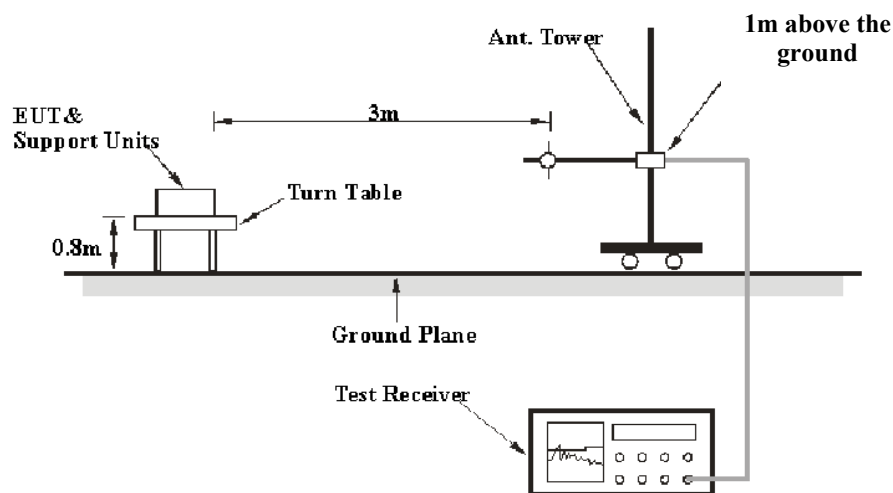 1m above the
ground
Ant. Tower
3m
EUT&
Support Units
Turn Table
0.8m
Ground Plane
Test Receiver